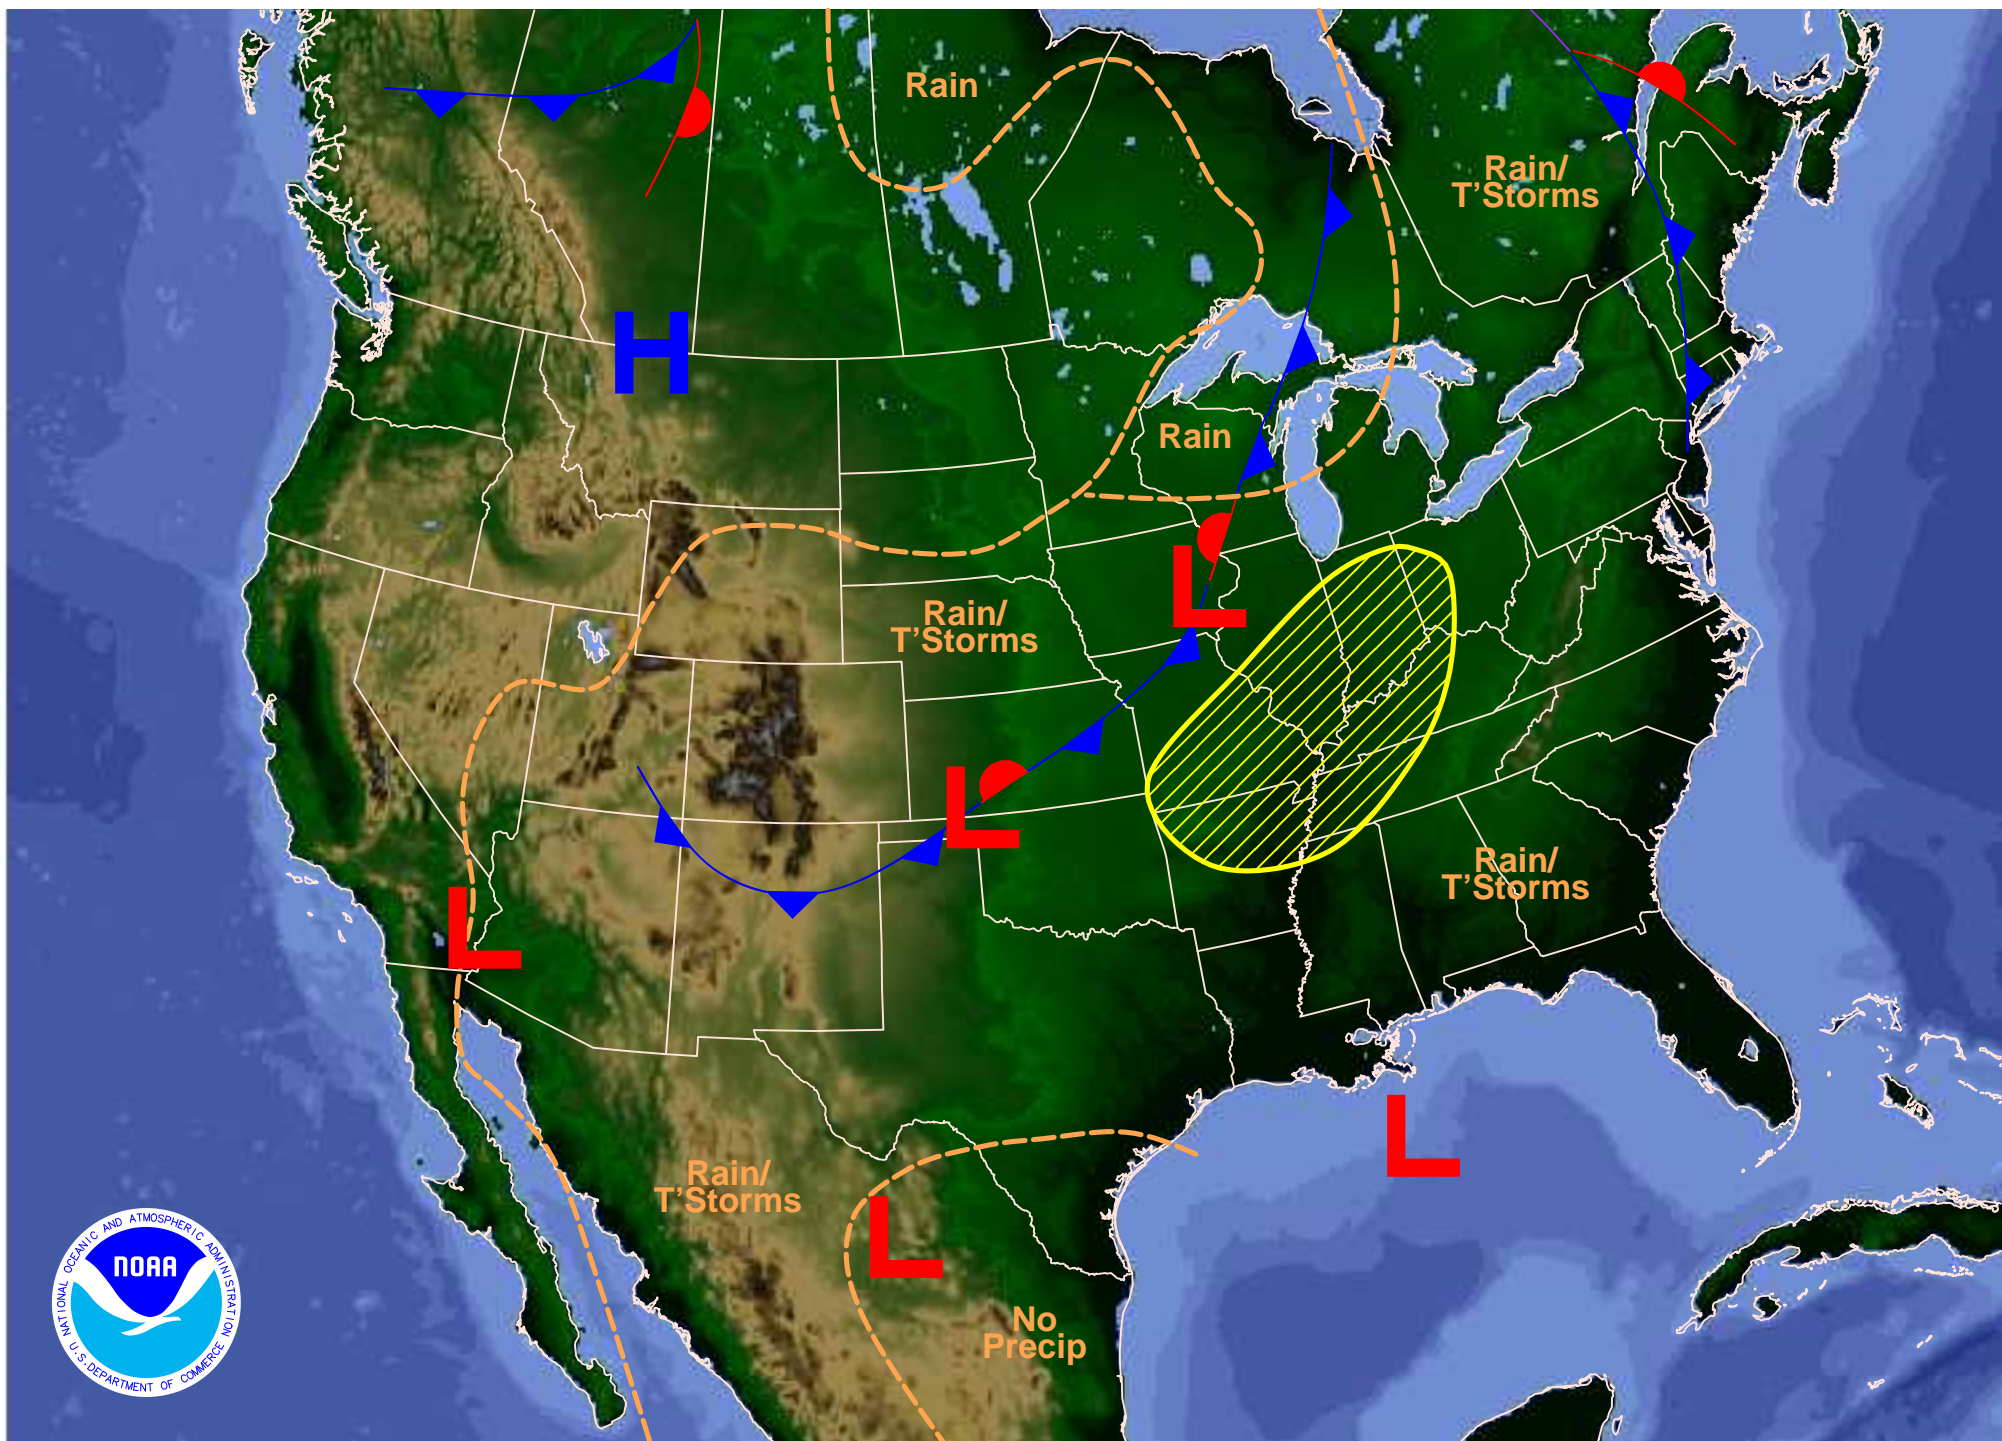 Rain
Rain/
T'Storms
H
Rain
L
Rain/
T'Storms
L
Rain/
T'Storms
L
L
Rain/
T'Storms
L
No
Precip
NATIONAL OCEANIC AND ATMOSPHERIC ADMINISTRATION
NOAA
U.S. DEPARTMENT OF COMMERCE